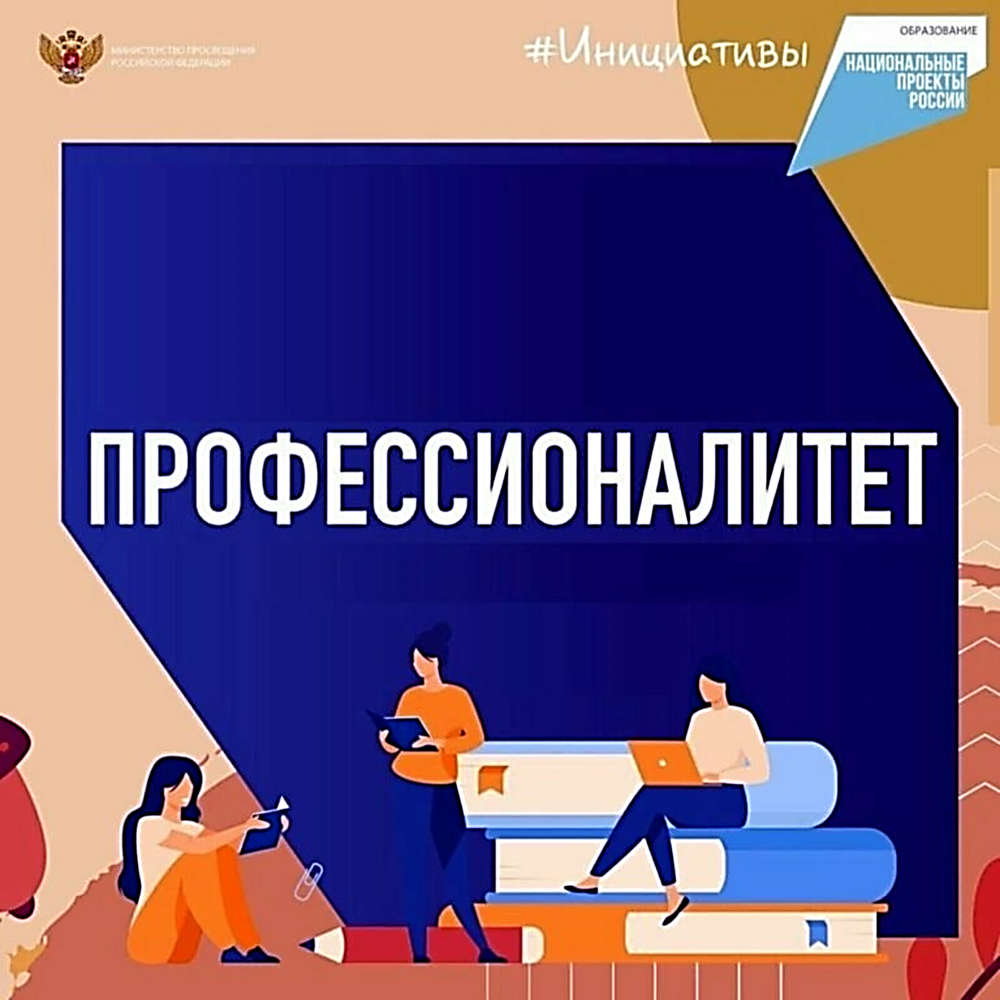 МИНИСТЕРСТВО ПРОСВЕЩЕНИЯ
РОССИЙСКОЙ ФЕДЕРАЦИИ
#Инициативы
ОБРАЗОВАНИЕ
НАЦИОНАЛЬНЫЕ
ПРОЕКТЫ
РОССИИ
ПРОФЕССИОНАЛИТЕТ